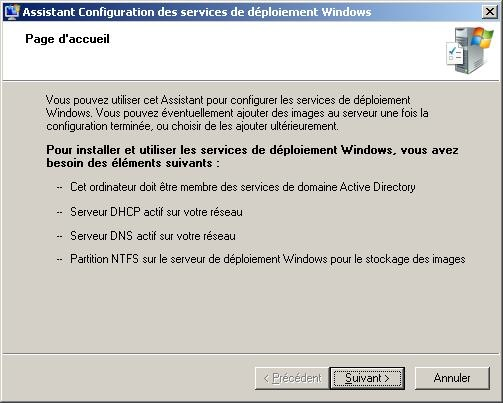 Assistant Configuration des services de déploiement Windows
Page d'accueil
Vous pouvez utiliser cet Assistant pour configurer les services de déploiement
Windows. Vous pouvez éventuellement ajouter des images au serveur une fois la
configuration terminée, ou choisir de les ajouter ultérieurement.
Pour installer et utiliser les services de déploiement Windows, vous avez
besoin des éléments suivants :
-- Cet ordinateur doit être membre des services de domaine Active Directory
-- Serveur DHCP actif sur votre réseau
-- Serveur DNS actif sur votre réseau
-- Partition NTFS sur le serveur de déploiement Windows pour le stockage des images
< Précédent Suivant > Annuler